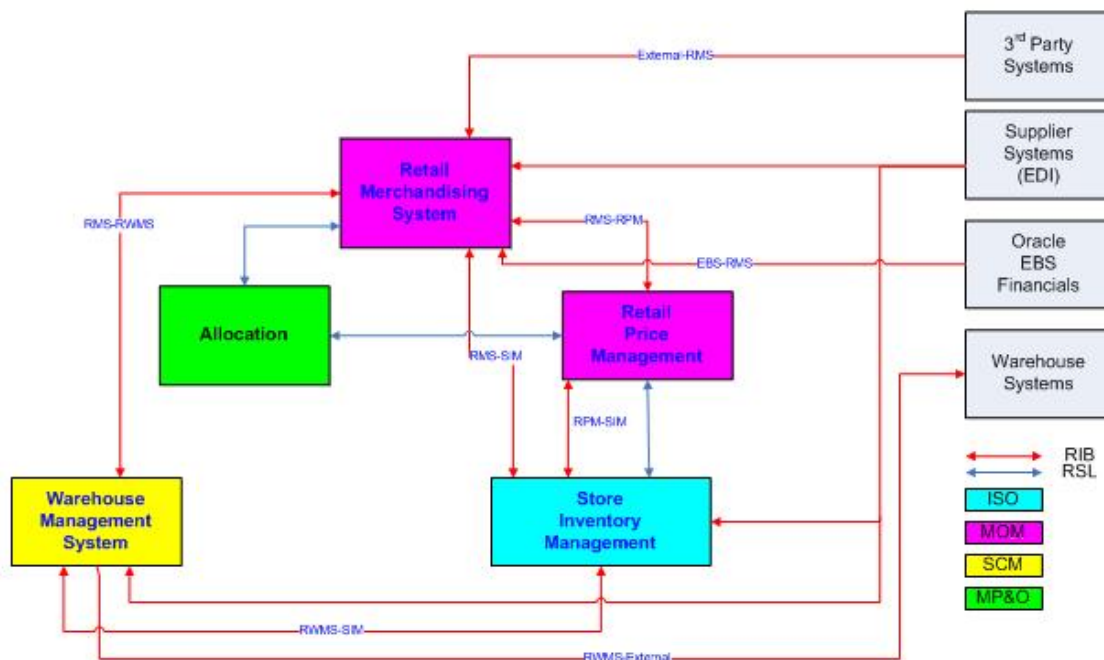 3rd Party
Systems
External-RMS
Supplier
Systems
(EDI)
Retail
Merchandising
System
RMS-RWMS
RMS-RPM
Oracle
EBS
Financials
EBS-RMS
Allocation
Retail
Price
Management
RMS-SIM
Warehouse
Systems
RPM-SIM
RIB
RSL
ISO
MOM
SCM
MP&O
Warehouse
Management
System
Store
Inventory
Management
RWMS-SIM
RWMS-External